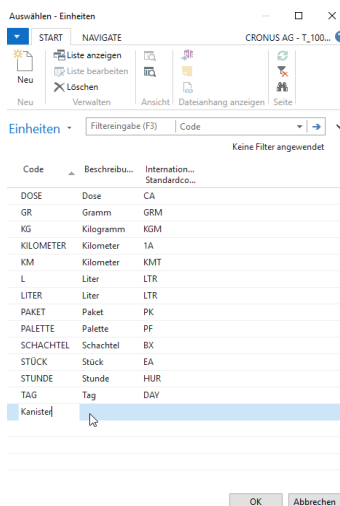 Auswählen - Einheiten
START NAVIGATE CRONUS AG - T_100...
Neu
Liste anzeigen
Liste bearbeiten
Löschen
Neu Verwalten Ansicht Dateianhang anzeigen Seite
Einheiten Filtereingabe (F3) Code
Keine Filter angewendet
Code Beschreibu... Internation... Standardco...
DOSE Dose CA
GR Gramm GRM
KG Kilogramm KGM
KILOMETER Kilometer 1A
KM Kilometer KMT
L Liter LTR
LITER Liter LTR
PAKET Paket PK
PALETTE Palette PF
SCHACHTEL Schachtel BX
STÜCK Stück EA
STUNDE Stunde HUR
TAG Tag DAY
Kanister
OK Abbrechen